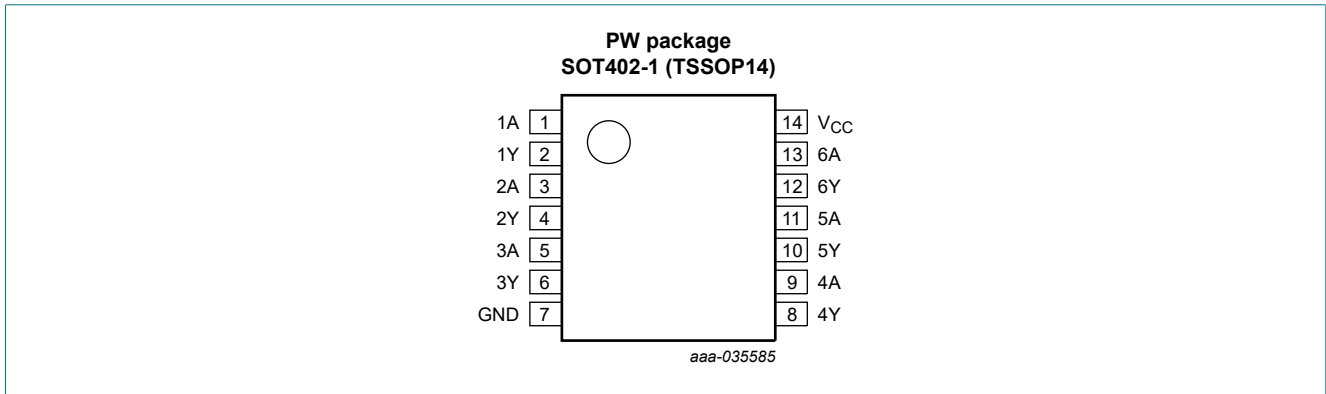 PW package
SOT402-1 (TSSOP14)
1A 1 14 VCC
1Y 2 13 6A
2A 3 12 6Y
2Y 4 11 5A
3A 5 10 5Y
3Y 6 9 4A
GND 7 8 4Y
aaa-035585